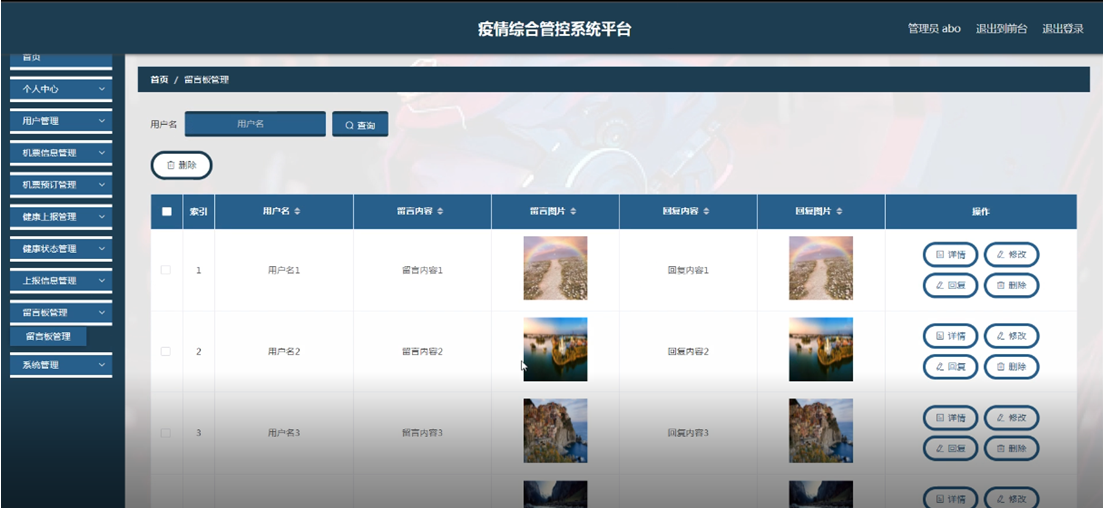 疫情综合管控系统平台
管理员 abo 退出到前台 退出登录
首页
个人中心
用户管理
机票信息管理
机票预订管理
健康上报管理
健康状态管理
上报信息管理
留言板管理
留言板管理
系统管理
首页 / 留言板管理
用户名 用户名 查询
删除
索引 用户名 留言内容 留言图片 回复内容 回复图片 操作
1 用户名1 留言内容1 回复内容1 详情 修改
回复 删除
2 用户名2 留言内容2 回复内容2 详情 修改
回复 删除
3 用户名3 留言内容3 回复内容3 详情 修改
回复 删除
详情 修改